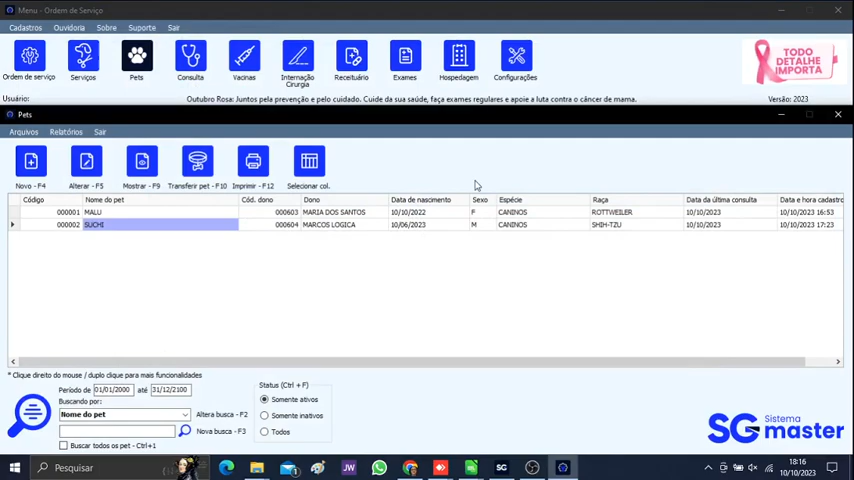 Menu - Ordem de Serviço
Cadastros Ouvidoria Sobre Suporte Sair
Ordem de serviço Serviços Pets Consulta Vacinas Internação Cirurgia Receituário Exames Hospedagem Configurações
TODO
DETALHE
IMPORTA
Usuário: Outubro Rosa: Juntos pela prevenção e pelo cuidado. Cuide da sua saúde, faça exames regulares e apoie a luta contra o câncer de mama. Versão: 2023
Pets
Arquivos Relatórios Sair
Novo - F4 Alterar - F5 Mostrar - F9 Transferir pet - F10 Imprimir - F12 Selecionar col.
Código Nome do pet Cód. dono Dono Data de nascimento Sexo Espécie Raça Data da última consulta Data e hora cadastro
000001 MALU 000603 MARIA DOS SANTOS 10/10/2022 F CANINOS ROTTWEILER 10/10/2023 10/10/2023 16:53
000002 SUCHI 000604 MARCOS LOGICA 10/06/2023 M CANINOS SHIH-TZU 10/10/2023 10/10/2023 17:23
* Clique direito do mouse / duplo clique para mais funcionalidades
Período de 01/01/2000 até 31/12/2100
Buscando por:
Nome do pet Altera busca - F2
Nova busca - F3
Buscar todos os pet - Ctrl+1
Status (Ctrl + F)
Somente ativos
Somente inativos
Todos
SG Sistema master
Pesquisar
JW
SC
18:16
10/10/2023